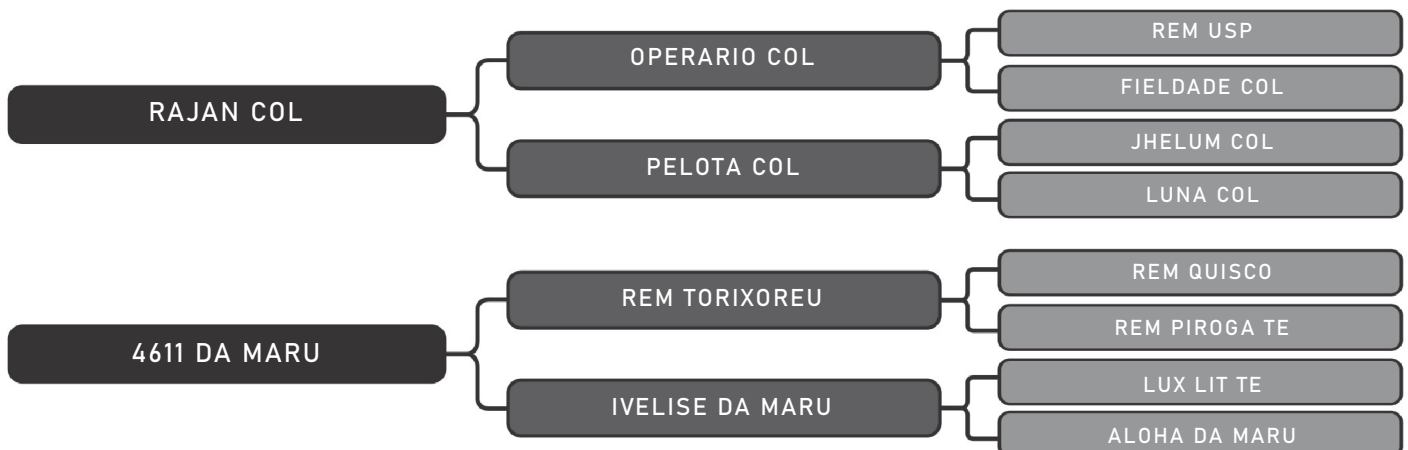 RAJAN COL
OPERARIO COL
PELOTA COL
REM USP
FIELDADE COL
JHELUM COL
LUNA COL
4611 DA MARU
REM TORIXOREU
IVELISE DA MARU
REM QUISCO
REM PIROGA TE
LUX LIT TE
ALOHA DA MARU